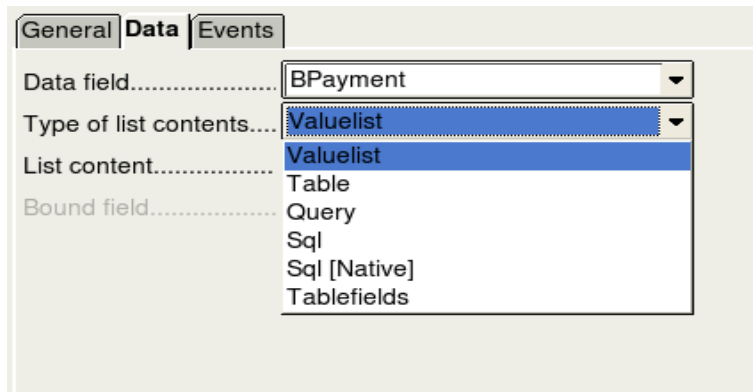 General Data Events
Data field..................... BPayment
Type of list contents.... Valuelist
Valuelist
List content.................
Table
Bound field.................. Query
Sql
Sql [Native]
Tablefields